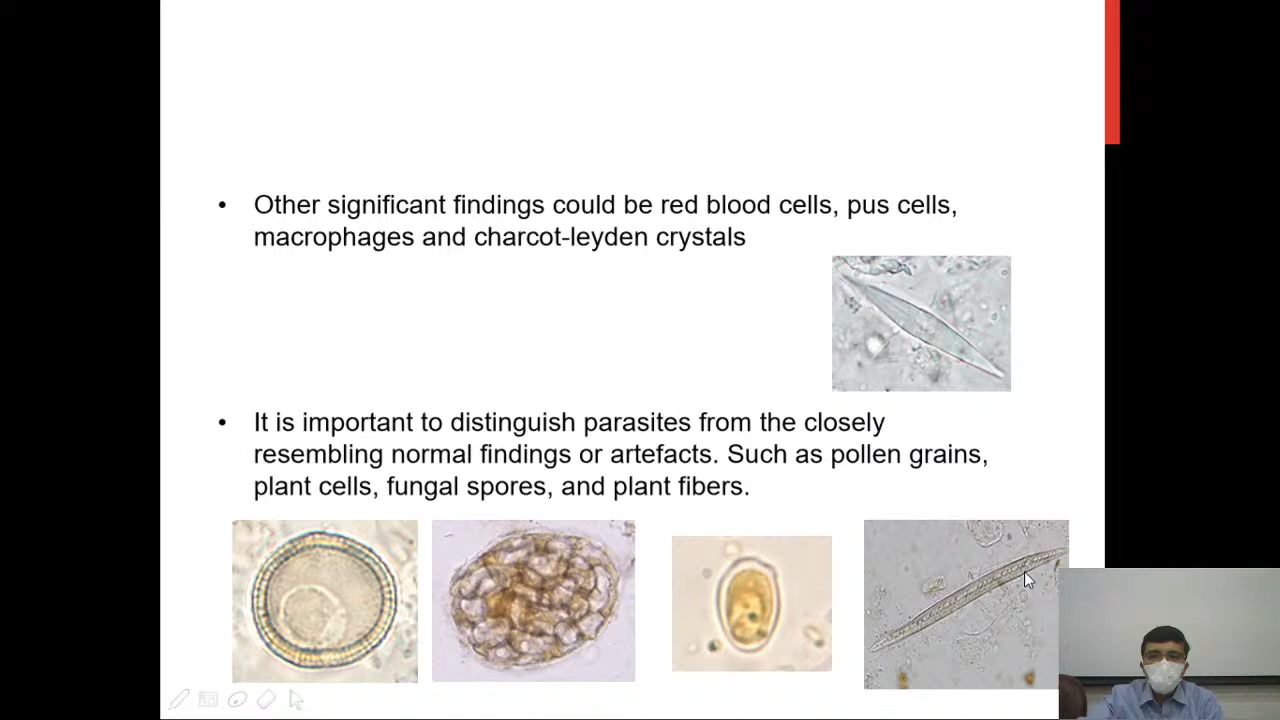 • Other significant findings could be red blood cells, pus cells,
macrophages and charcot-leyden crystals
• It is important to distinguish parasites from the closely
resembling normal findings or artefacts. Such as pollen grains,
plant cells, fungal spores, and plant fibers.